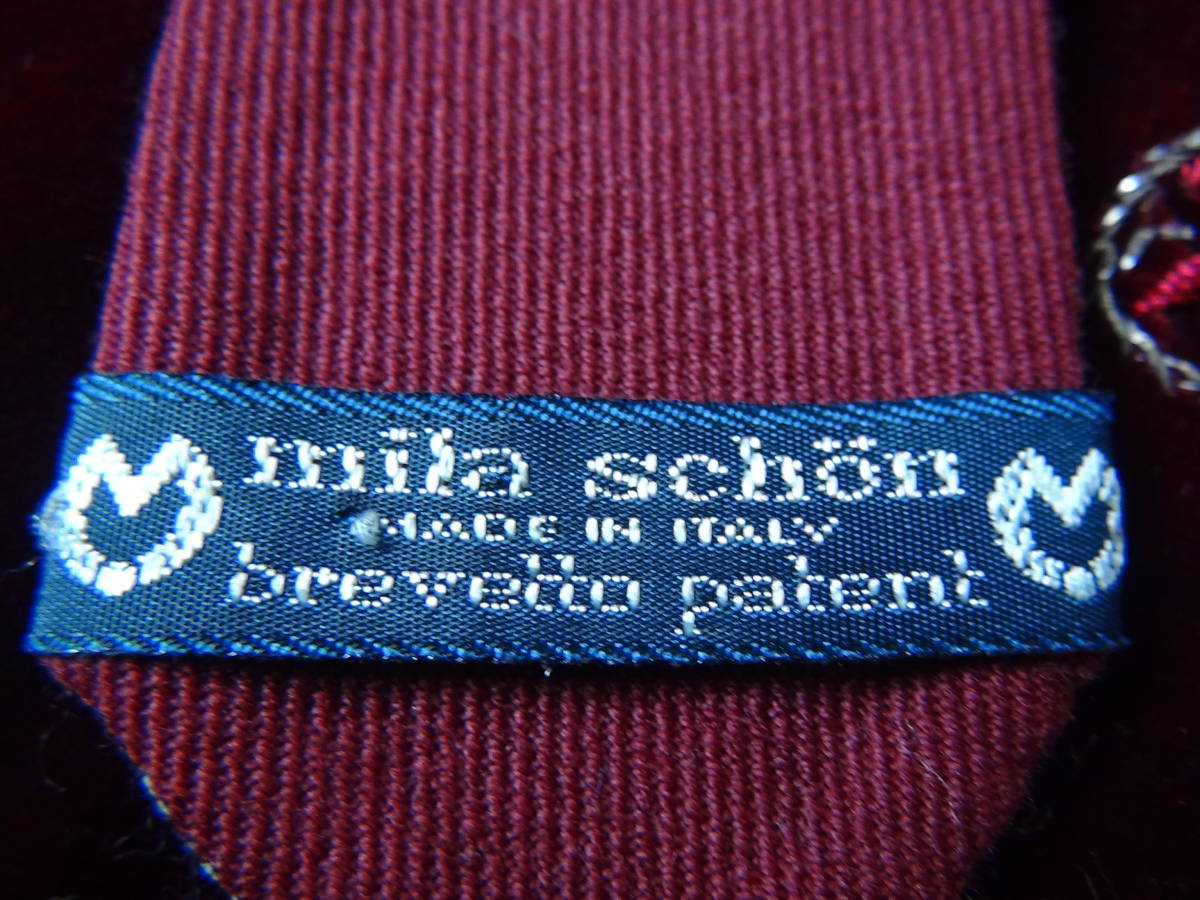 mila schön
MADE IN ITALY
brevetto patent